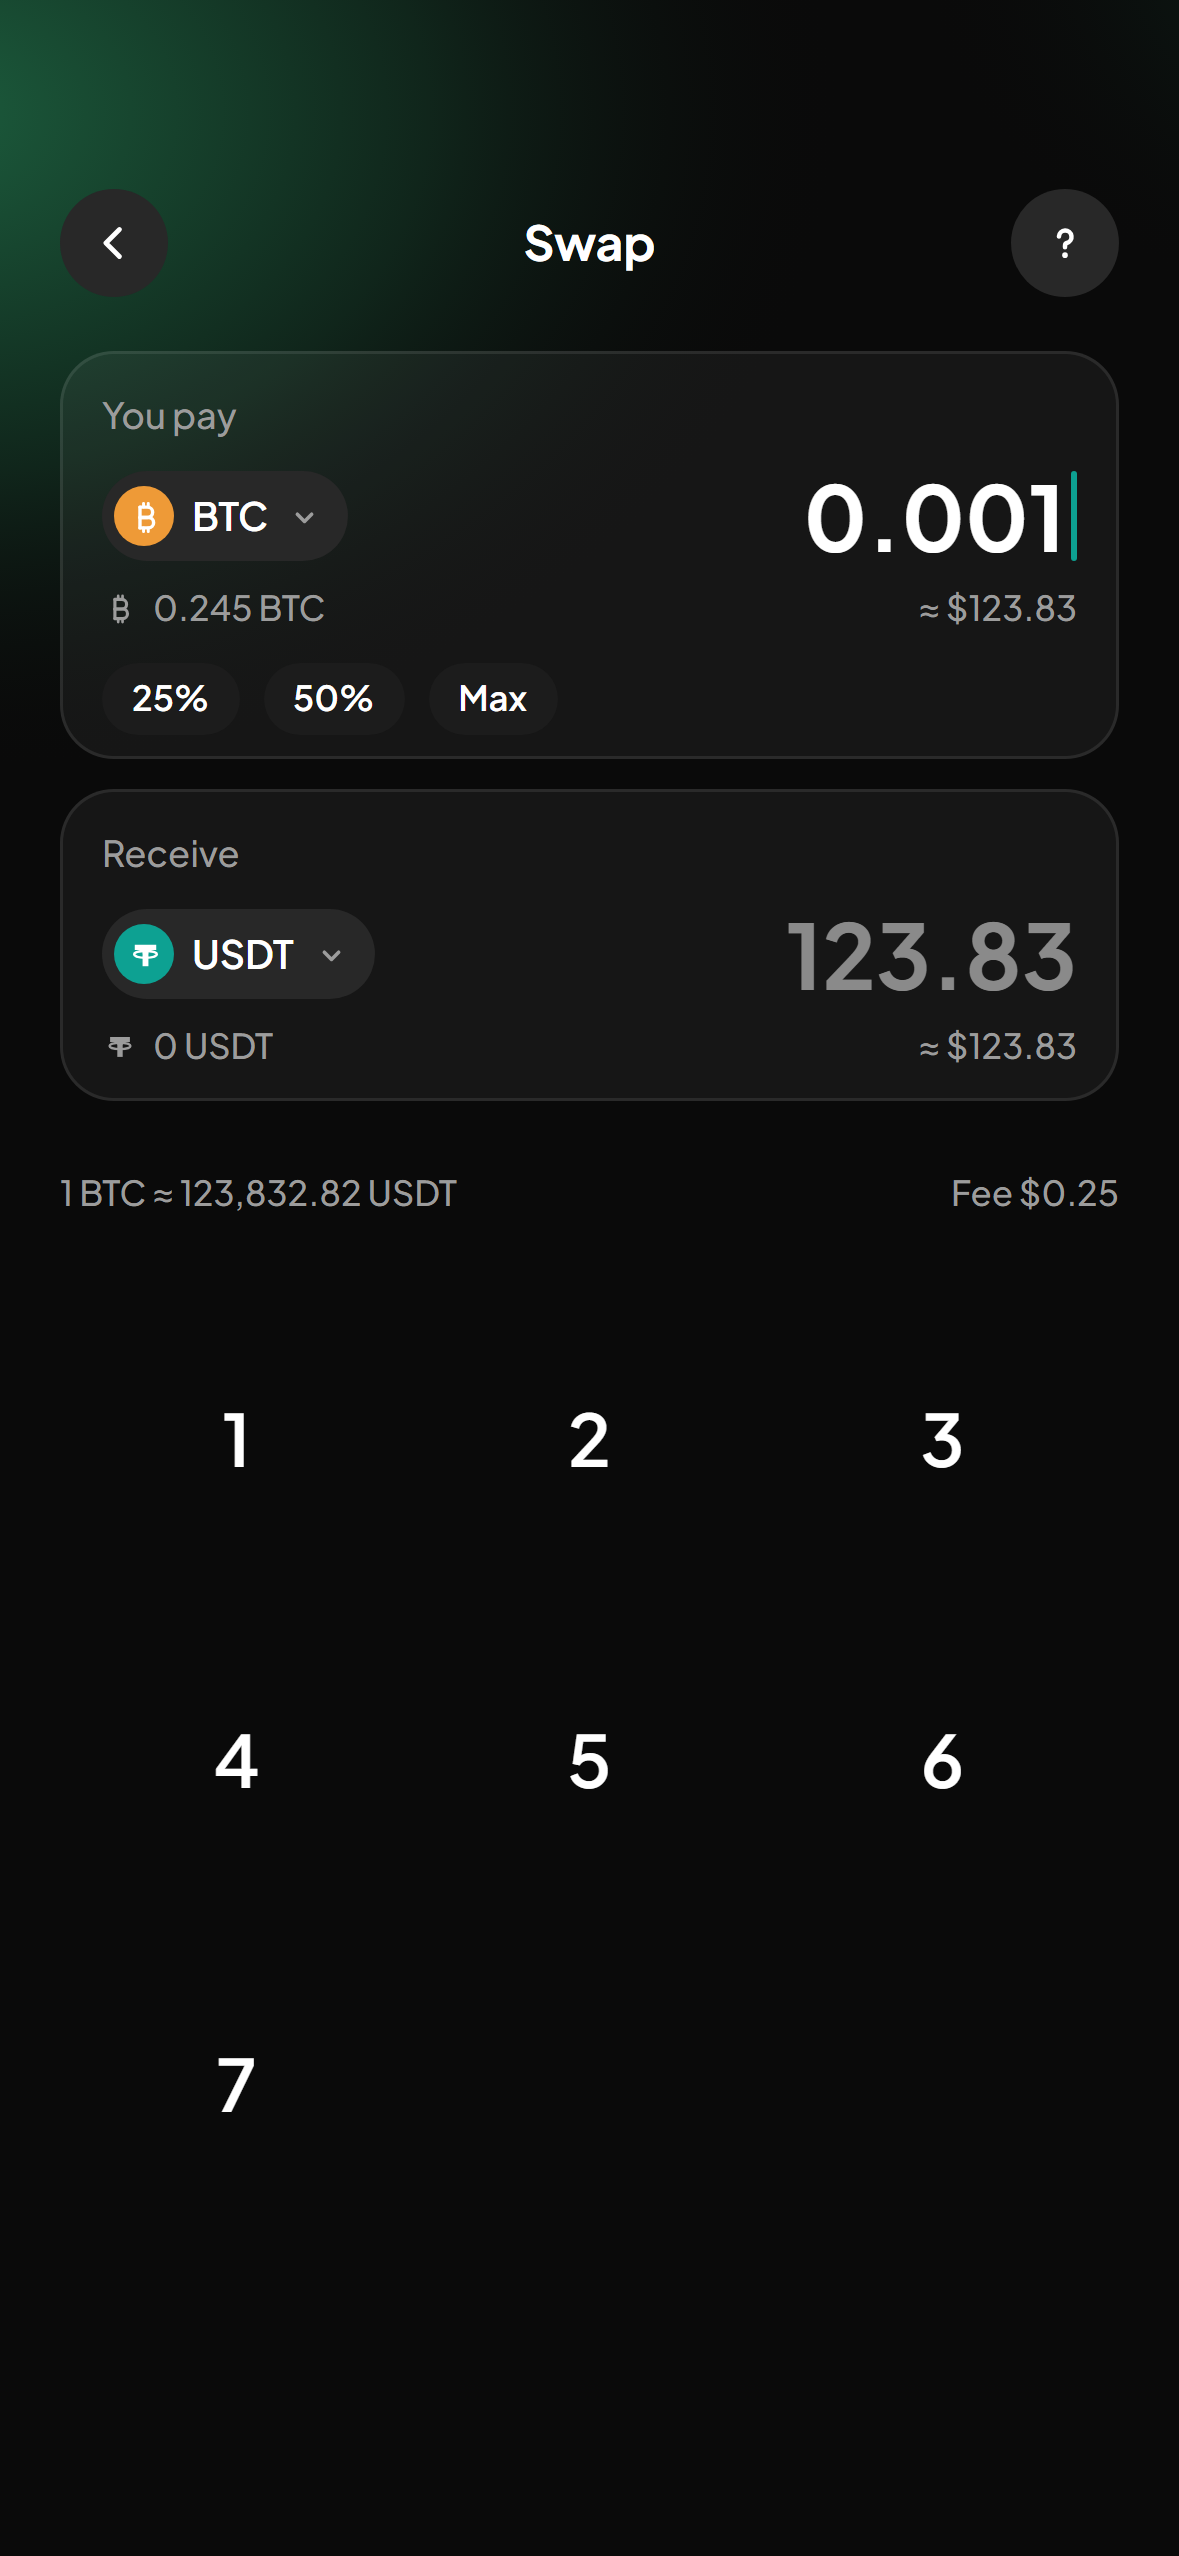 Swap
?
You pay
BTC
0.001
0.245 BTC
≈ $123.83
25%
50%
Max
Receive
USDT
123.83
0 USDT
≈ $123.83
1 BTC ≈ 123,832.82 USDT
Fee $0.25
1
2
3
4
5
6
7